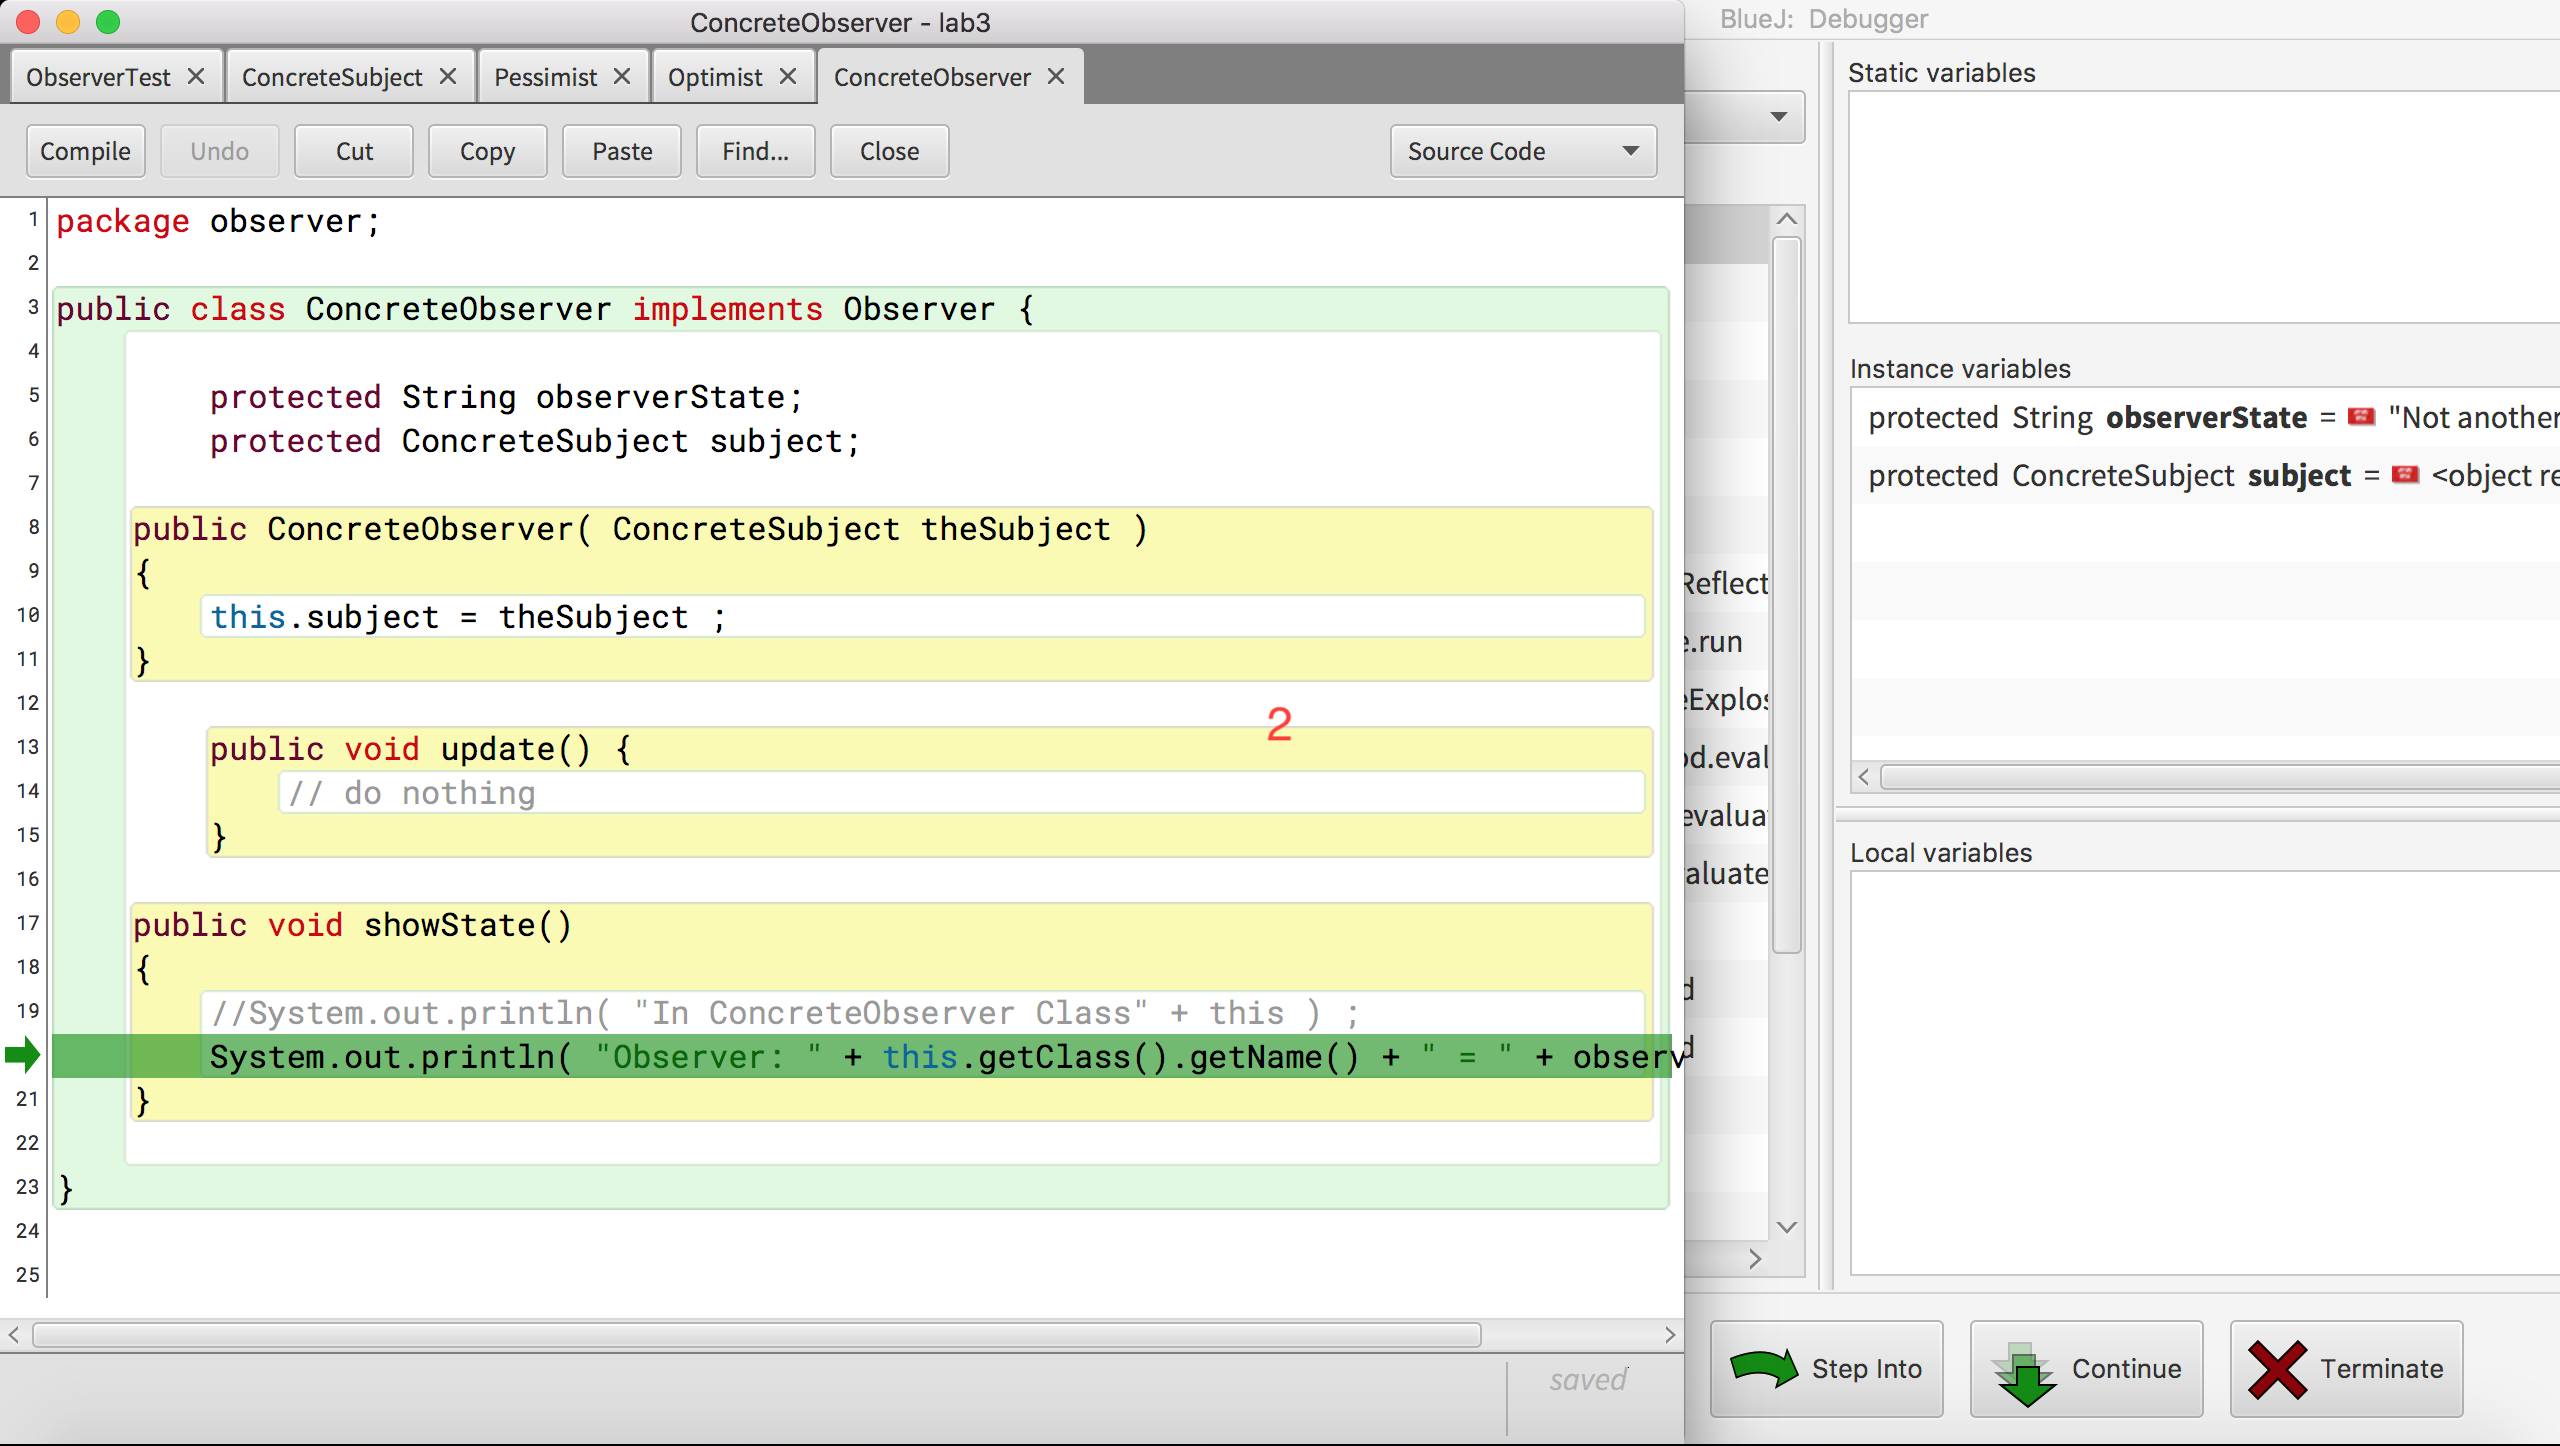 ConcreteObserver - lab3
ObserverTest ConcreteSubject Pessimist Optimist ConcreteObserver
Compile Undo Cut Copy Paste Find... Close Source Code
1 package observer;
2
3 public class ConcreteObserver implements Observer {
4
5 protected String observerState;
6 protected ConcreteSubject subject;
7
8 public ConcreteObserver( ConcreteSubject theSubject )
9 {
10 this.subject = theSubject ;
11 }
12
2
13 public void update() {
14 // do nothing
15 }
16
17 public void showState()
18 {
19 //System.out.println( "In ConcreteObserver Class" + this ) ;
System.out.println( "Observer: " + this.getClass().getName() + " = " + observ
21 }
22
23 }
24
25
saved
BlueJ: Debugger
Reflect
e.run
eExplos
od.eval
evalua
aluate
d
d
Static variables
Instance variables
protected String observerState = "Not another
protected ConcreteSubject subject = <object re
Local variables
Step Into Continue Terminate